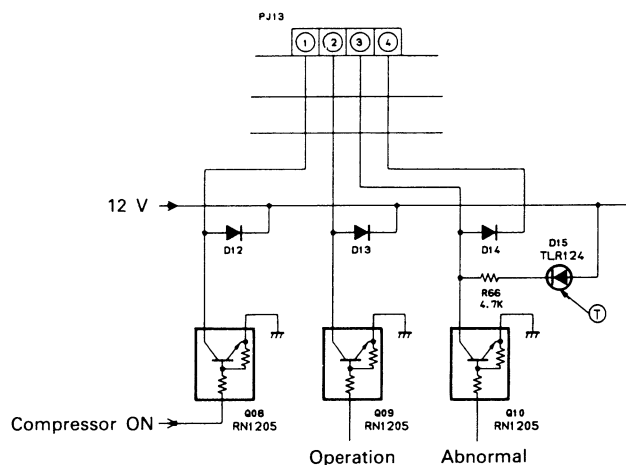 PJ13
1 2 3 4
12 V
D12
D13
D14
D15
TLR124
R66
4.7K
T
Q08
RN1205
Q09
RN1205
Q10
RN1205
Compressor ON
Operation
Abnormal